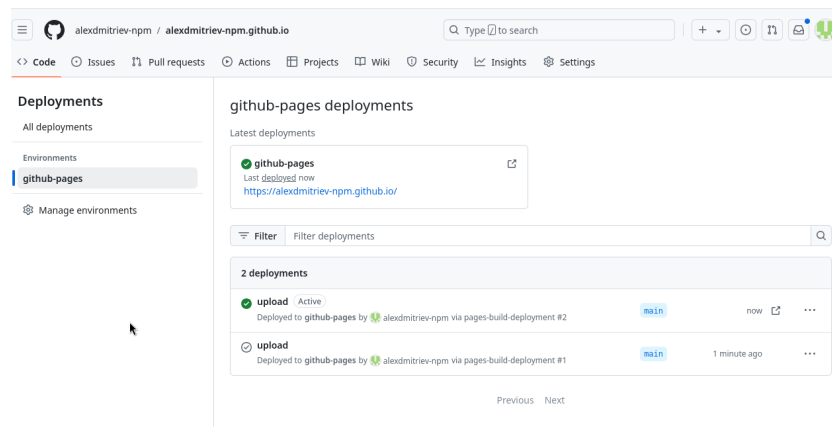 alexdmitriev-npm / alexdmitriev-npm.github.io
Type / to search
Code Issues Pull requests Actions Projects Wiki Security Insights Settings
Deployments
All deployments
Environments
github-pages
Manage environments
github-pages deployments
Latest deployments
github-pages
Last deployed now
https://alexdmitriev-npm.github.io/
Filter Filter deployments
2 deployments
upload Active
Deployed to github-pages by alexdmitriev-npm via pages-build-deployment #2
main now
upload
Deployed to github-pages by alexdmitriev-npm via pages-build-deployment #1
main 1 minute ago
Previous Next